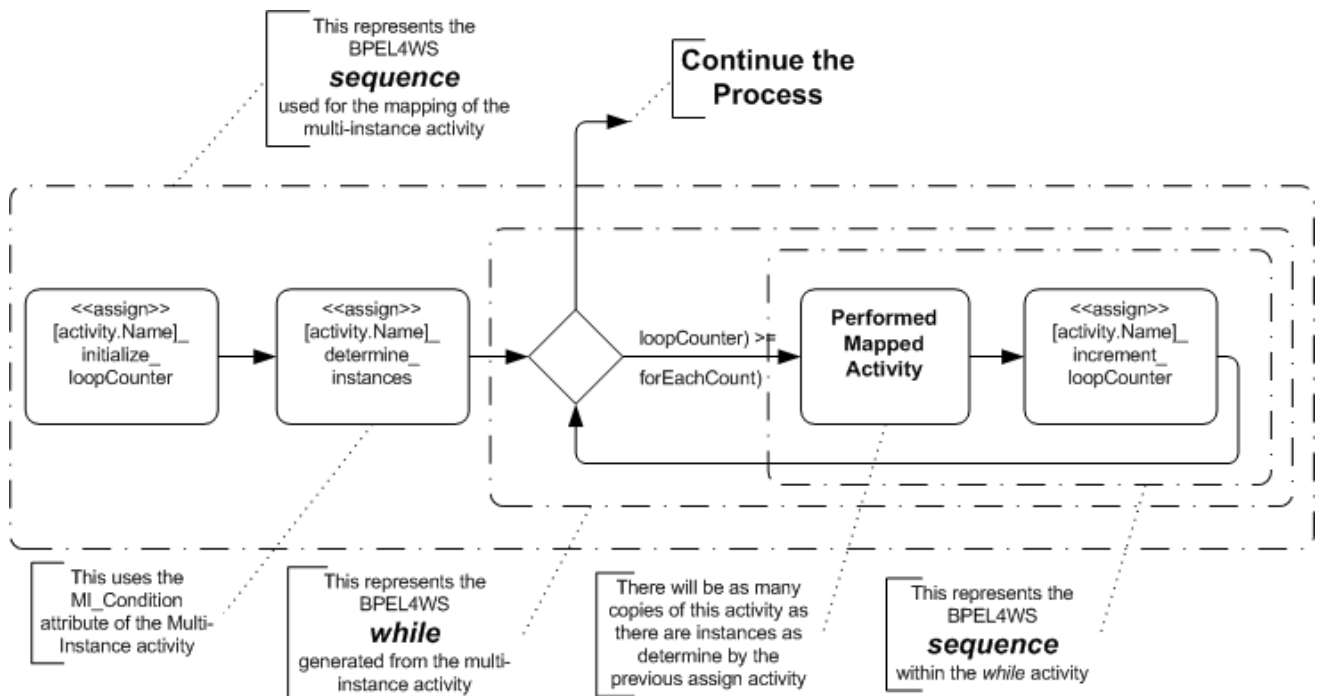 This represents the
BPEL4WS
sequence
used for the mapping of the
multi-instance activity
Continue the
Process
<<assign>>
[activity.Name]_
initialize_
loopCounter
<<assign>>
[activity.Name]_
determine_
instances
loopCounter) >=
forEachCount)
Performed
Mapped
Activity
<<assign>>
[activity.Name]_
increment_
loopCounter
This uses the
MI_Condition
attribute of the Multi-
Instance activity
This represents the
BPEL4WS
while
generated from the multi-
instance activity
There will be as many
copies of this activity as
there are instances as
determine by the
previous assign activity
This represents the
BPEL4WS
sequence
within the while activity